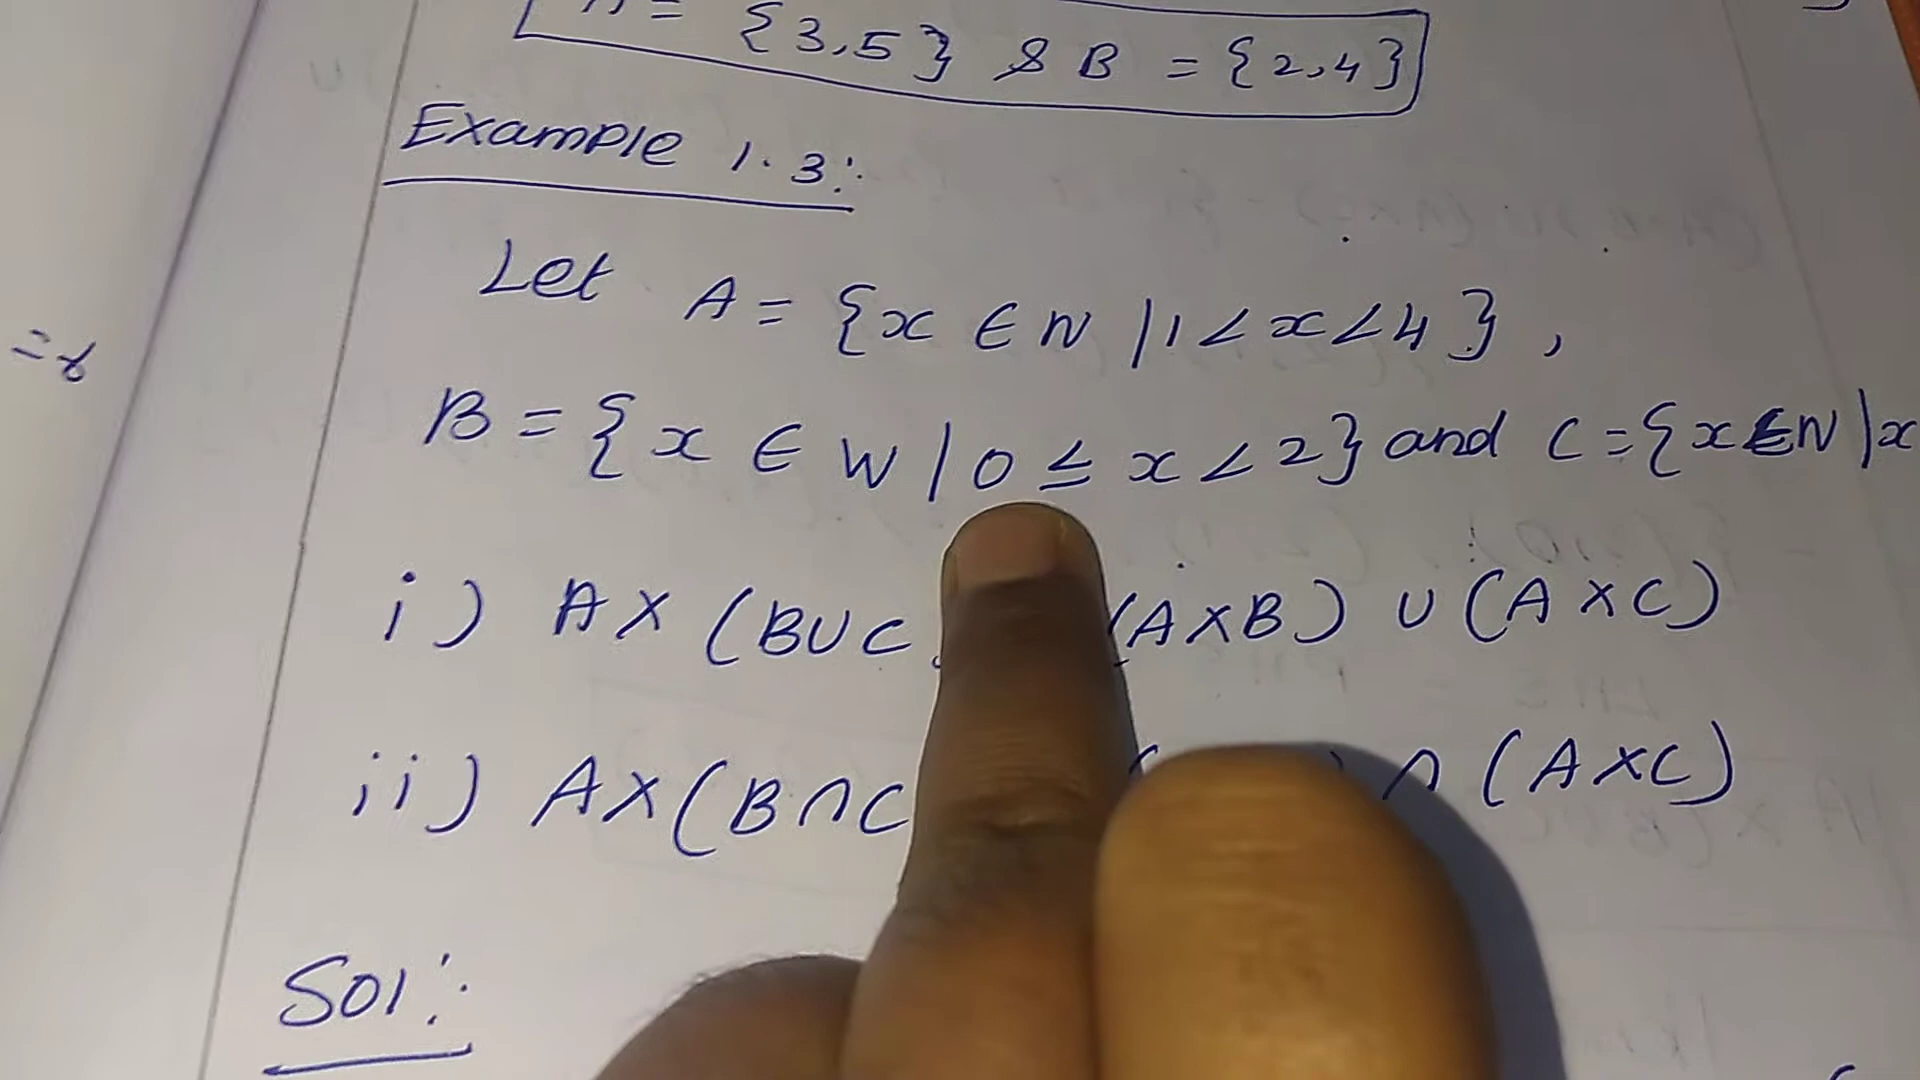 = {3,5} & B = {2,4}
Example 1.3:
Let A = {x ∈ N | 1 < x < 4},
B = {x ∈ W | 0 ≤ x < 2} and C = {x ∈ N | x
i) A X (B ∪ C (A X B) ∪ (A X C)
ii) A X (B ∩ C ( ) ∩ (A X C)
Sol: